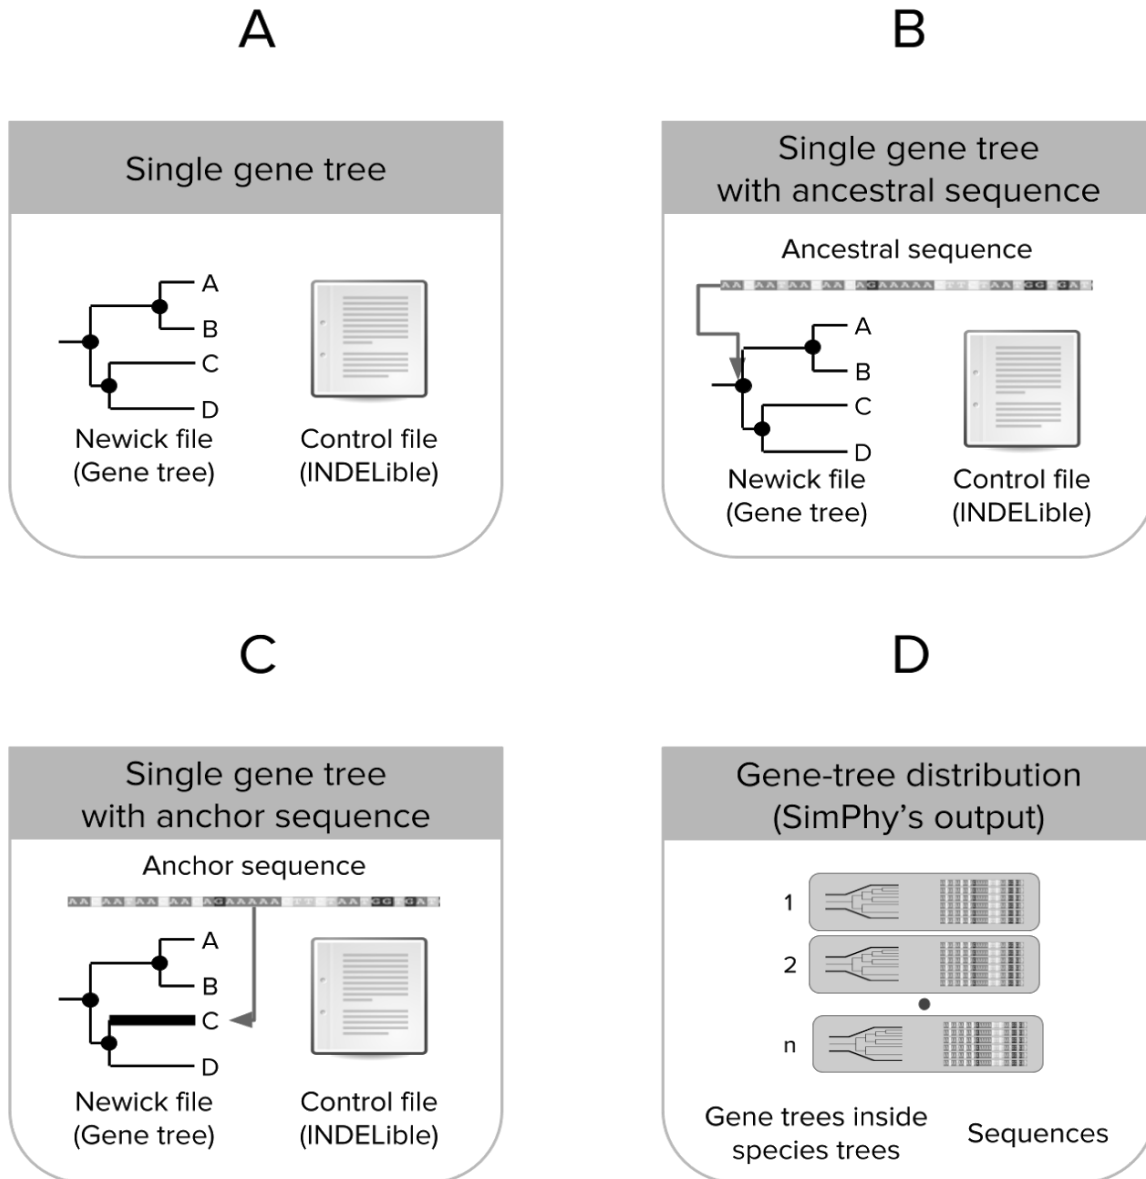 A
B
Single gene tree
A
B
C
D
Newick file
(Gene tree)
Control file
(INDELible)
Single gene tree
with ancestral sequence
Ancestral sequence
A
B
C
D
Newick file
(Gene tree)
Control file
(INDELible)
C
D
Single gene tree
with anchor sequence
Anchor sequence
A
B
C
D
Newick file
(Gene tree)
Control file
(INDELible)
Gene-tree distribution
(SimPhy's output)
1
2
n
Gene trees inside
species trees
Sequences